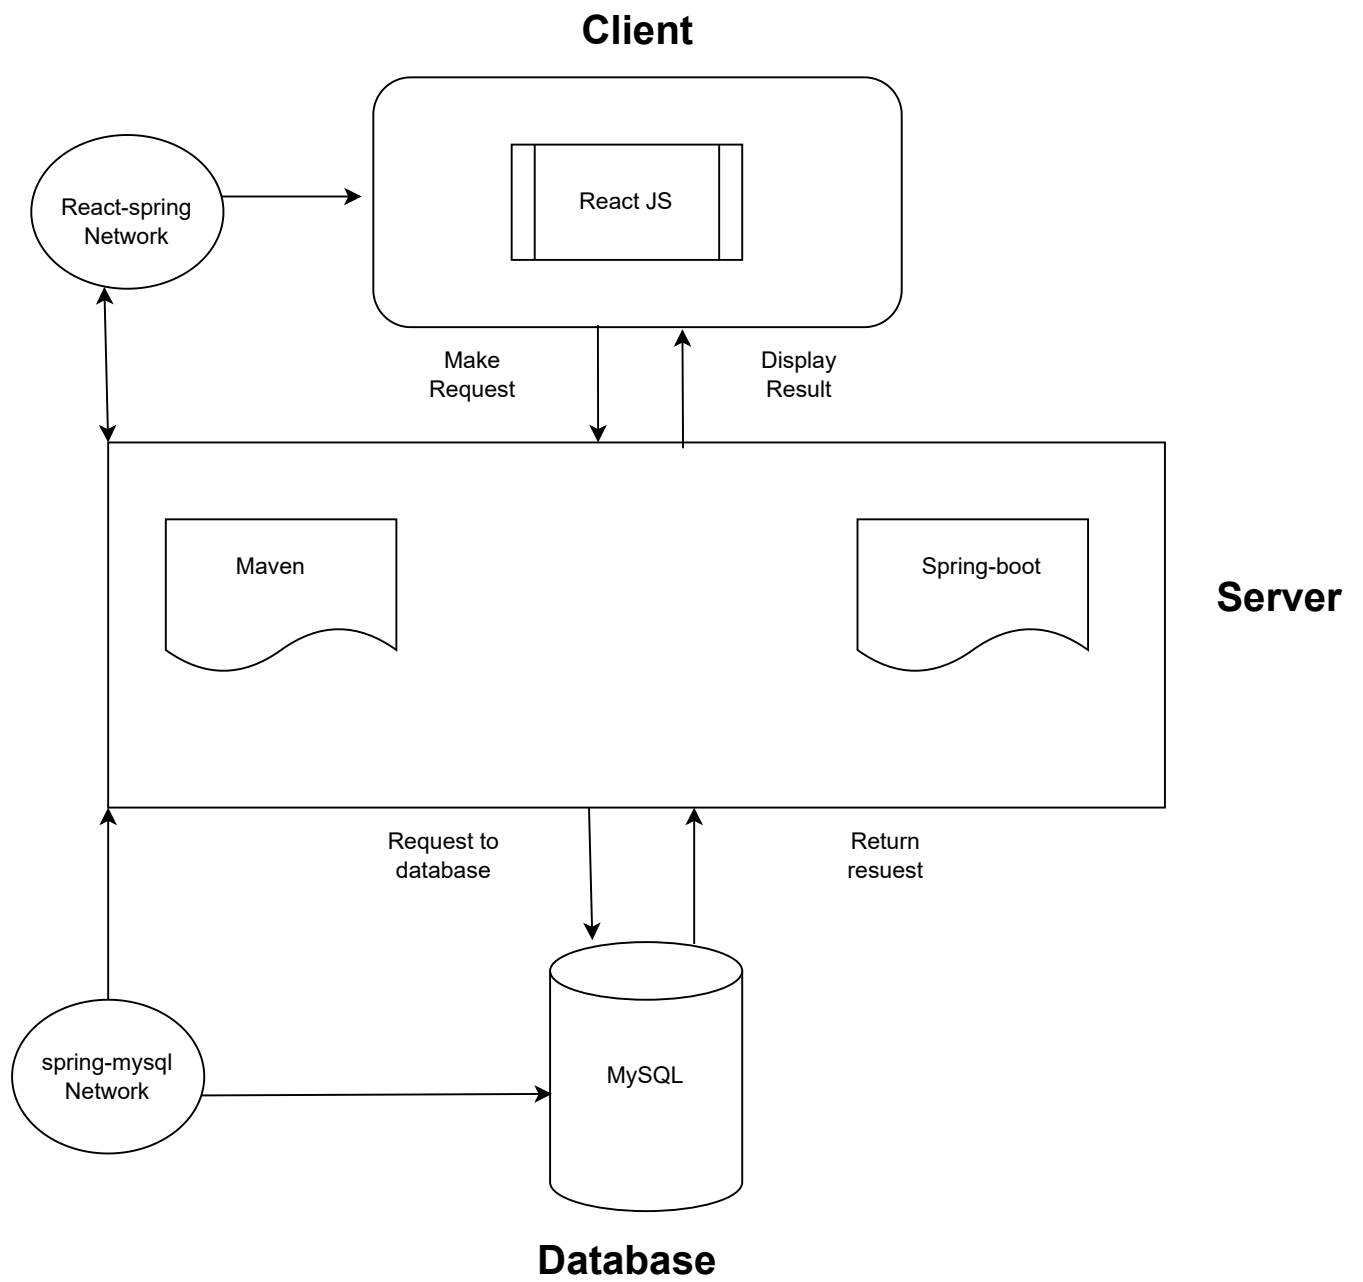 Client
React-spring
Network
React JS
Make
Request
Display
Result
Maven
Spring-boot
Server
Request to
database
Return
resuest
spring-mysql
Network
MySQL
Database